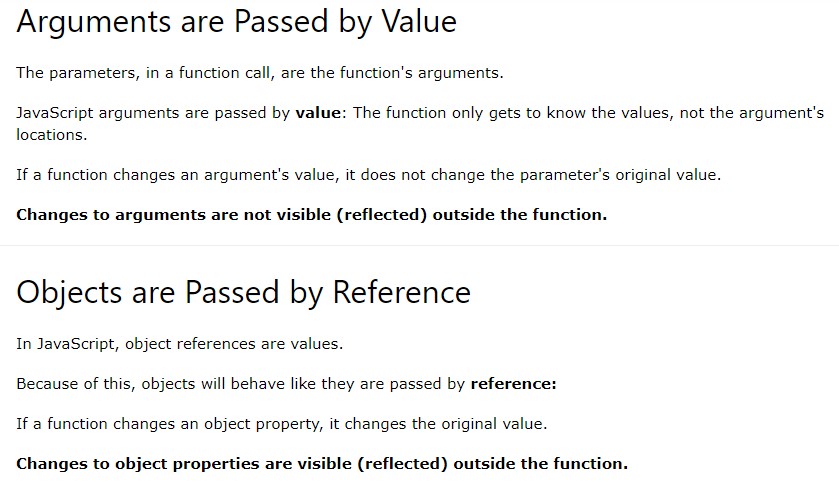 Arguments are Passed by Value
The parameters, in a function call, are the function's arguments.
JavaScript arguments are passed by value: The function only gets to know the values, not the argument's
locations.
If a function changes an argument's value, it does not change the parameter's original value.
Changes to arguments are not visible (reflected) outside the function.
Objects are Passed by Reference
In JavaScript, object references are values.
Because of this, objects will behave like they are passed by reference:
If a function changes an object property, it changes the original value.
Changes to object properties are visible (reflected) outside the function.